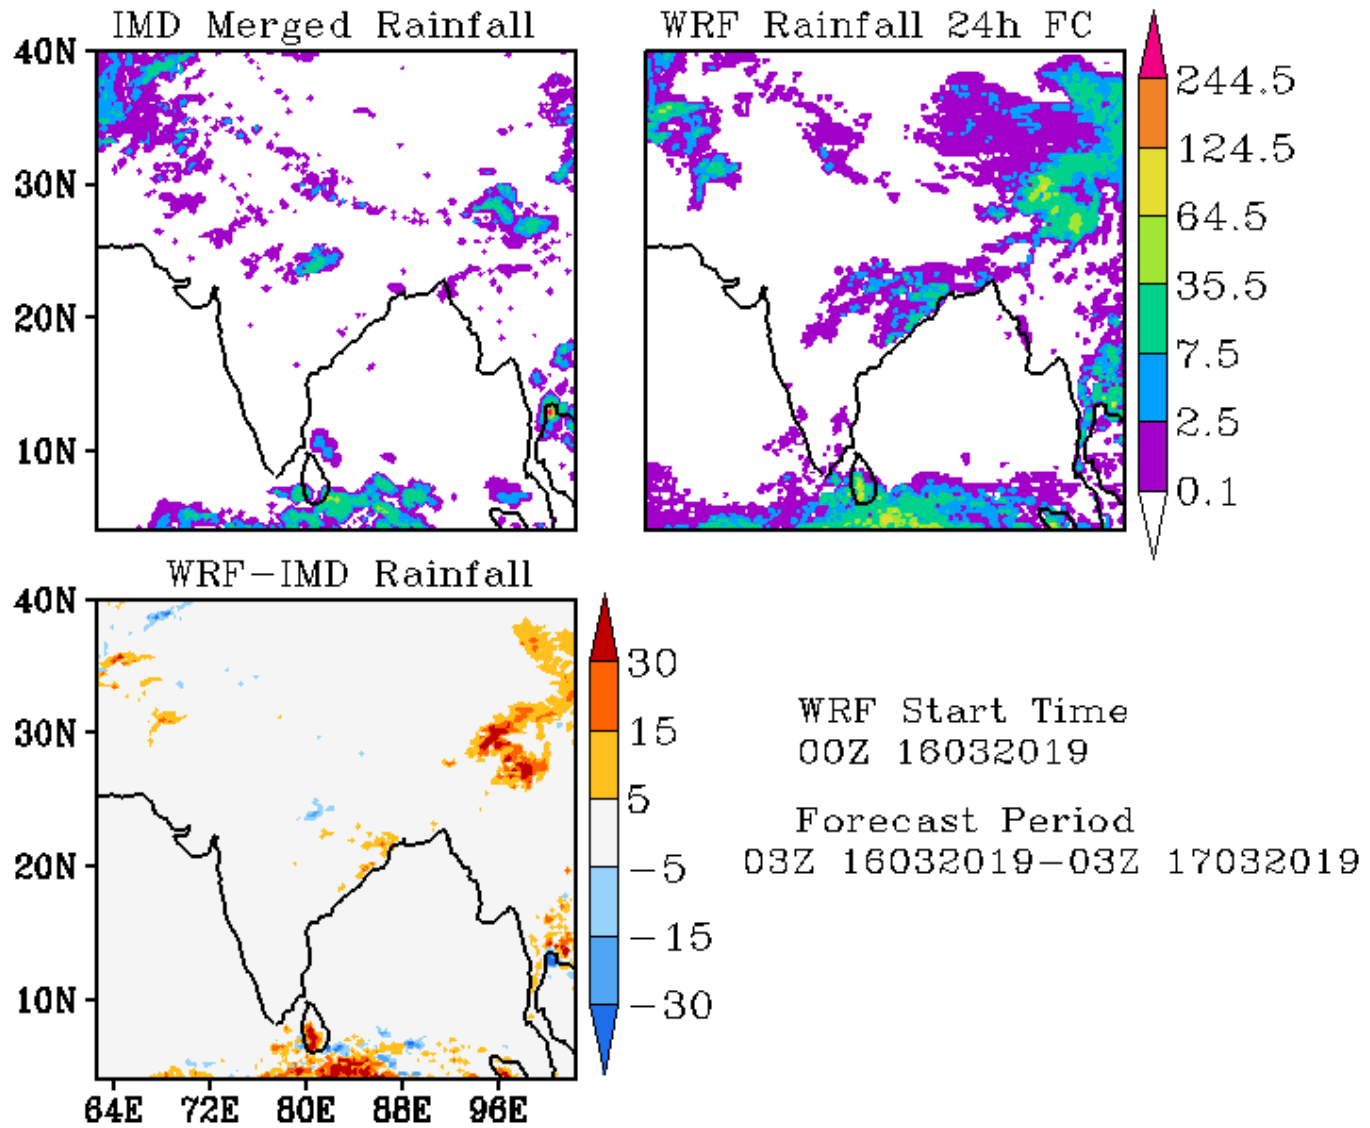 IMD Merged Rainfall
WRF Rainfall 24h FC
40N
30N
20N
10N
244.5
124.5
64.5
35.5
7.5
2.5
0.1
WRF-IMD Rainfall
40N
30N
20N
10N
64E 72E 80E 88E 96E
30
15
5
-5
-15
-30
WRF Start Time
00Z 16032019
Forecast Period
03Z 16032019-03Z 17032019